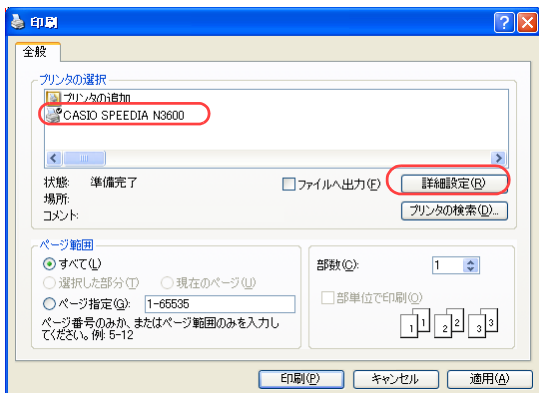 印刷
全般
プリンタの選択
プリンタの追加
CASIO SPEEDIA N3600
状態: 準備完了
場所:
コメント:
ファイルへ出力(F)
詳細設定(R)
プリンタの検索(D)...
ページ範囲
すべて(L)
選択した部分(T) 現在のページ(U)
ページ指定(G): 1-65535
ページ番号のみか、またはページ範囲のみを入力し
てください。例: 5-12
部数(C): 1
部単位で印刷(O)
1 1 2 2 3 3
印刷(P) キャンセル 適用(A)